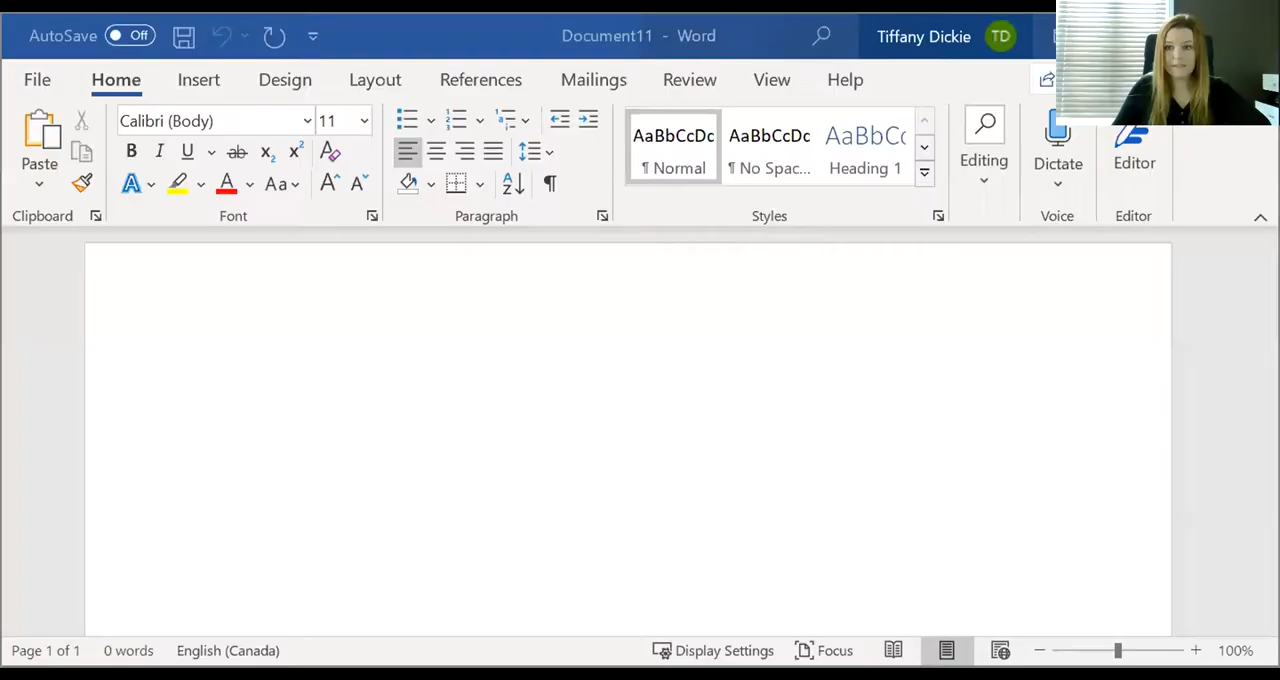 AutoSave Off Document11 - Word Tiffany Dickie TD
File Home Insert Design Layout References Mailings Review View Help
Paste Calibri (Body) 11 AaBbCcDc AaBbCcDc AaBbCc Editing Dictate Editor
B I U ab x2 x2 A ¶ Normal ¶ No Spac... Heading 1
A A Aa A A A Z ¶
Clipboard Font Paragraph Styles Voice Editor
Page 1 of 1 0 words English (Canada) Display Settings Focus 100%